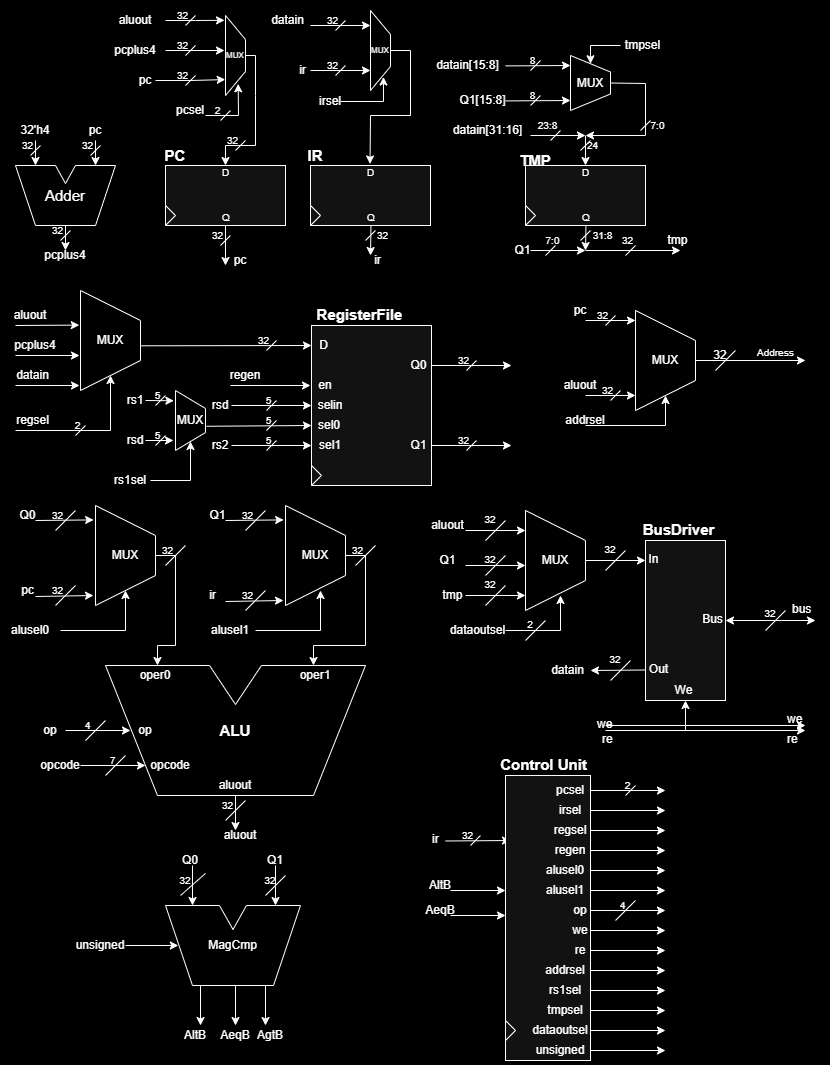 aluout 32
pcplus4 32
pc 32
MUX
pcsel 2
32
datain 32
ir 32
MUX
irsel
tmpsel
datain[15:8] 8
Q1[15:8] 8
MUX
datain[31:16] 23:8
7:0
24
32'h4
32
pc
32
Adder
32
pcplus4
PC
D
Q
32
pc
IR
D
Q
32
ir
TMP
D
Q
31:8
Q1 7:0
32 tmp
aluout
pcplus4
datain
MUX
regsel 2
32
rs1 5
rsd 5
MUX
rs1sel
RegisterFile
D
regen
en
rsd 5
selin
5
sel0
rs2 5
sel1
Q0 32
Q1 32
pc 32
aluout 32
MUX
addrsel
32 Address
Q0 32
pc 32
MUX
32
alusel0
Q1 32
ir 32
MUX
32
alusel1
oper0
oper1
ALU
op 4
op
opcode 7
opcode
aluout
32
aluout
aluout 32
Q1 32
tmp 32
MUX
dataoutsel 2
32
BusDriver
In
Bus
32 bus
datain 32
Out
We
we
we
re
re
Q0
32
Q1
32
unsigned
MagCmp
AltB AeqB AgtB
Control Unit
ir 32
AltB
AeqB
pcsel 2
irsel
regsel
regen
alusel0
alusel1
op 4
we
re
addrsel
rs1sel
tmpsel
dataoutsel
unsigned